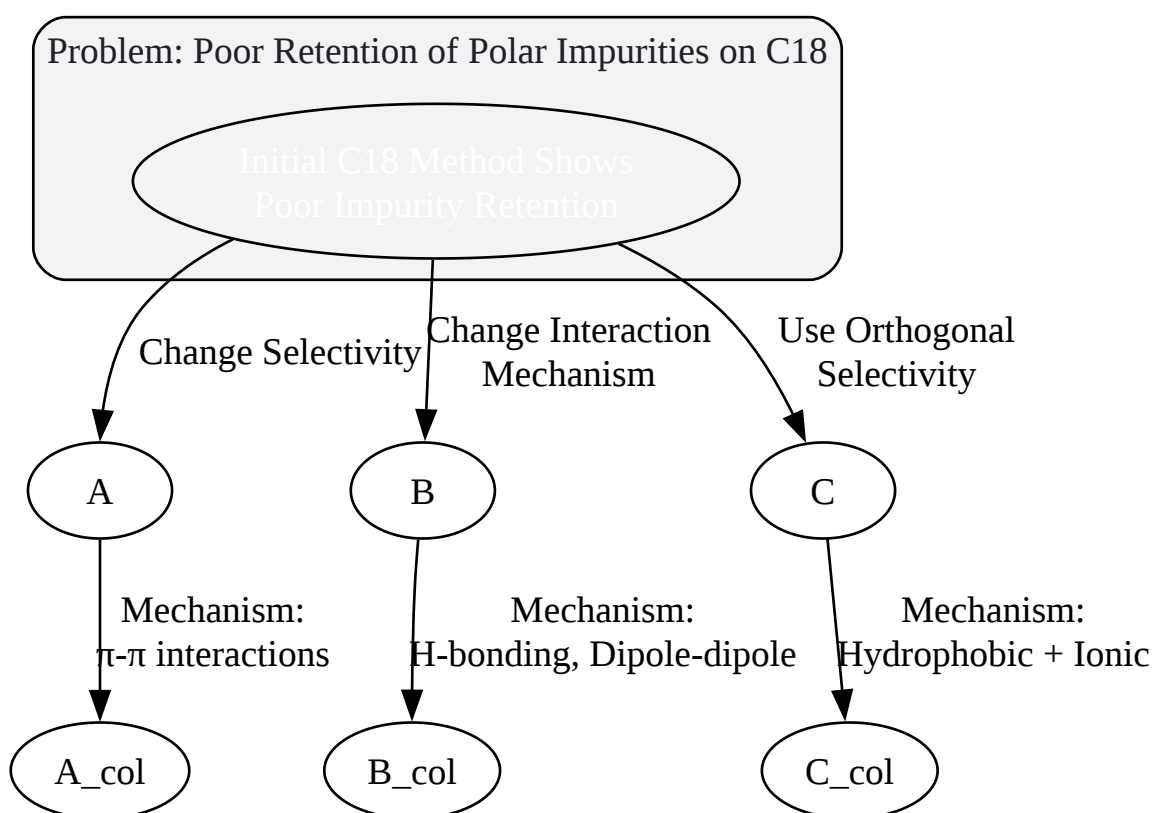 Problem: Poor Retention of Polar Impurities on C18
Initial C18 Method Shows
Poor Impurity Retention
Change Selectivity
Change Interaction
Mechanism
Use Orthogonal
Selectivity
A
B
C
Mechanism:
π-π interactions
Mechanism:
H-bonding, Dipole-dipole
Mechanism:
Hydrophobic + Ionic
A_col
B_col
C_col